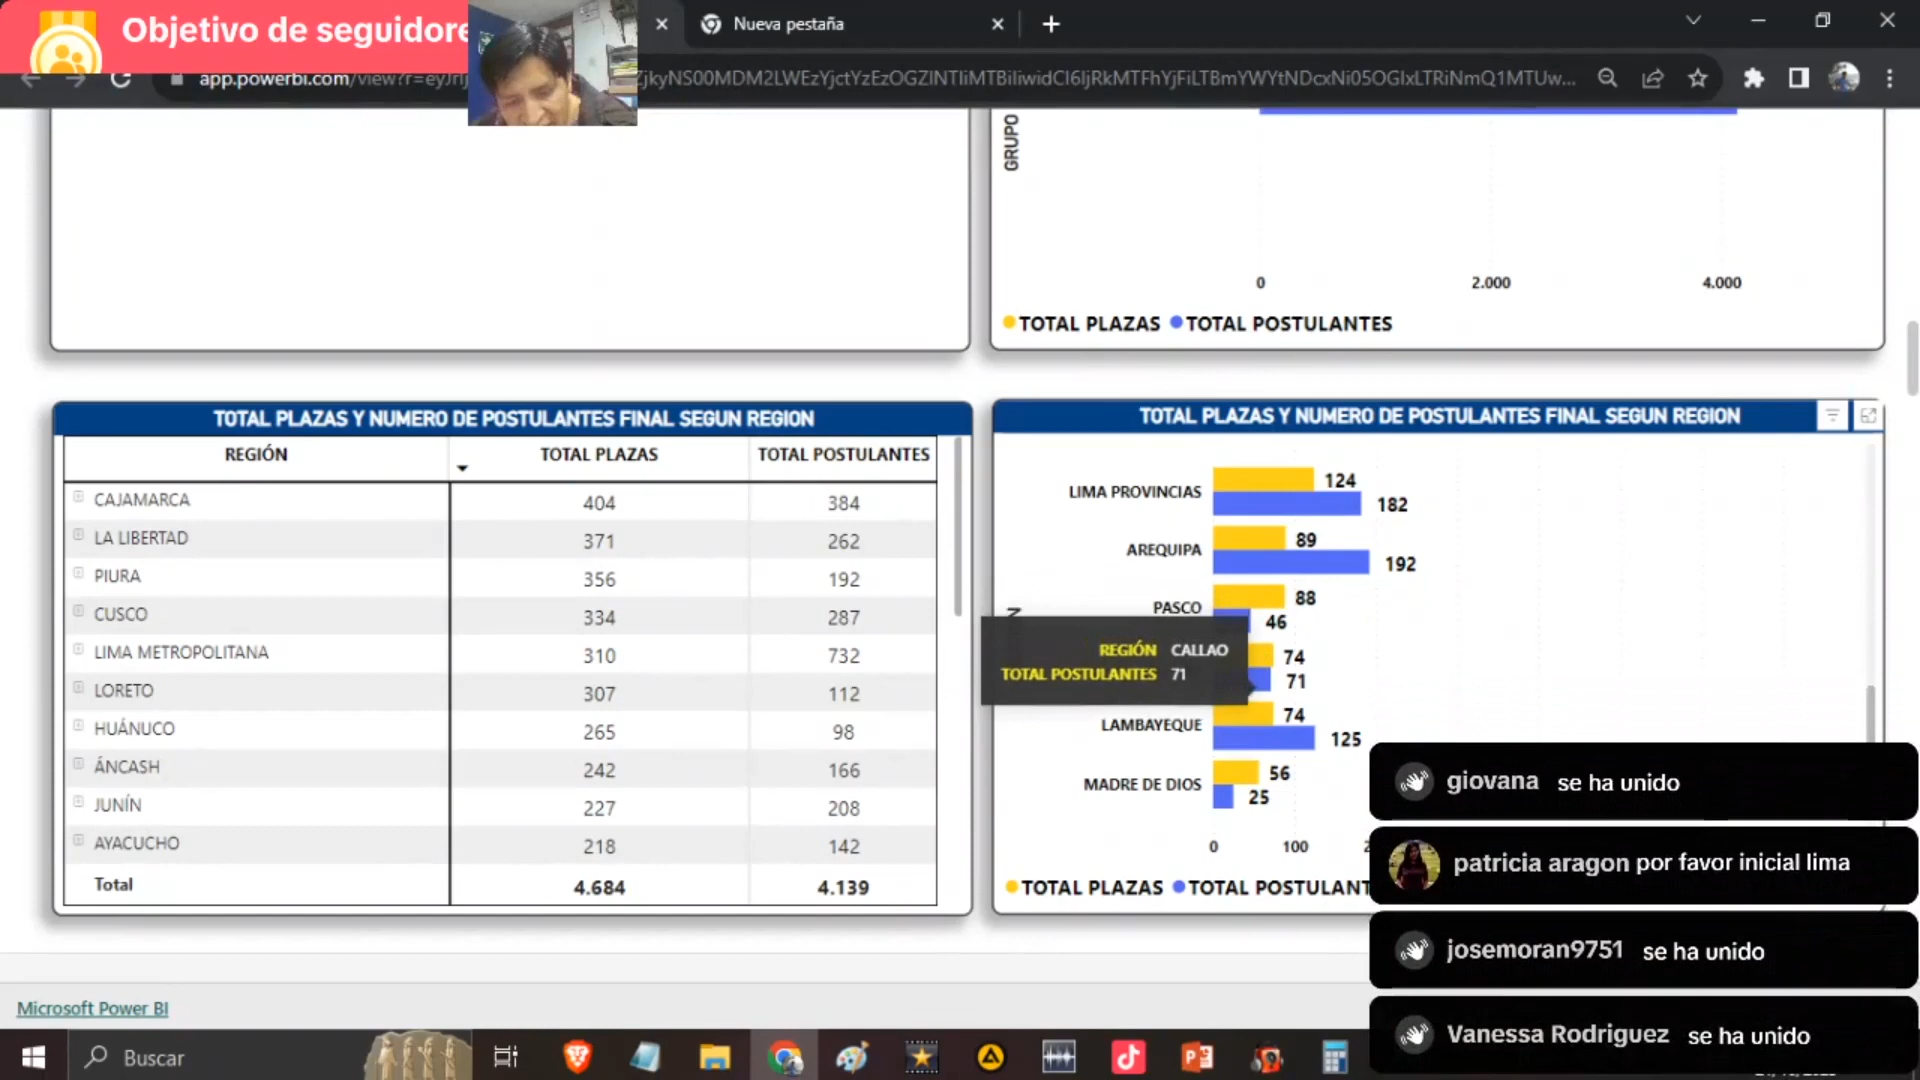 Objetivo de seguidore
Nueva pestaña
app.powerbi.com/view?r=eyJrIj
ZjkyNS00MDM2LWEzYjctYzEzOGZlNTIiMTBiIiwidCI6IjRkMTFhYjFiLTBmYWYtNDcxNi05OGIxLTRiNmQ1MTUw...
GRUPO
0 2.000 4.000
TOTAL PLAZAS TOTAL POSTULANTES
TOTAL PLAZAS Y NUMERO DE POSTULANTES FINAL SEGUN REGION
REGIÓN TOTAL PLAZAS TOTAL POSTULANTES
CAJAMARCA 404 384
LA LIBERTAD 371 262
PIURA 356 192
CUSCO 334 287
LIMA METROPOLITANA 310 732
LORETO 307 112
HUÁNUCO 265 98
ÁNCASH 242 166
JUNÍN 227 208
AYACUCHO 218 142
Total 4.684 4.139
TOTAL PLAZAS Y NUMERO DE POSTULANTES FINAL SEGUN REGION
LIMA PROVINCIAS 124 182
AREQUIPA 89 192
PASCO 88 46
REGIÓN CALLAO
TOTAL POSTULANTES 71
74 71
LAMBAYEQUE 74 125
MADRE DE DIOS 56 25
0 100
TOTAL PLAZAS TOTAL POSTULANT
giovana se ha unido
patricia aragon por favor inicial lima
josemoran9751 se ha unido
Vanessa Rodriguez se ha unido
Microsoft Power BI
Buscar